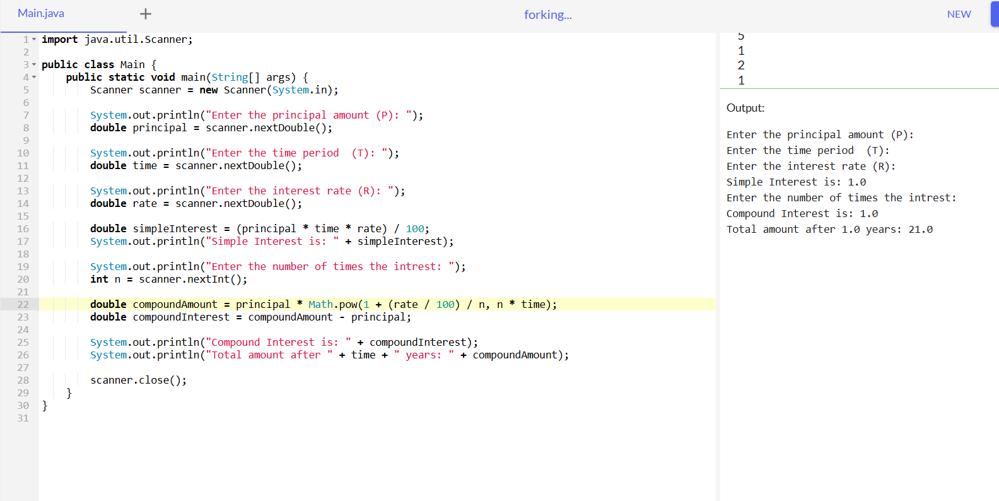 Main.java + forking... NEW
1 import java.util.Scanner;
2
3 public class Main {
4     public static void main(String[] args) {
5         Scanner scanner = new Scanner(System.in);
6
7         System.out.println("Enter the principal amount (P): ");
8         double principal = scanner.nextDouble();
9
10         System.out.println("Enter the time period  (T): ");
11         double time = scanner.nextDouble();
12
13         System.out.println("Enter the interest rate (R): ");
14         double rate = scanner.nextDouble();
15
16         double simpleInterest = (principal * time * rate) / 100;
17         System.out.println("Simple Interest is: " + simpleInterest);
18
19         System.out.println("Enter the number of times the intrest: ");
20         int n = scanner.nextInt();
21
22         double compoundAmount = principal * Math.pow(1 + (rate / 100) / n, n * time);
23         double compoundInterest = compoundAmount - principal;
24
25         System.out.println("Compound Interest is: " + compoundInterest);
26         System.out.println("Total amount after " + time + " years: " + compoundAmount);
27
28         scanner.close();
29     }
30 }
31
5
1
2
1
Output:
Enter the principal amount (P):
Enter the time period  (T):
Enter the interest rate (R):
Simple Interest is: 1.0
Enter the number of times the intrest:
Compound Interest is: 1.0
Total amount after 1.0 years: 21.0